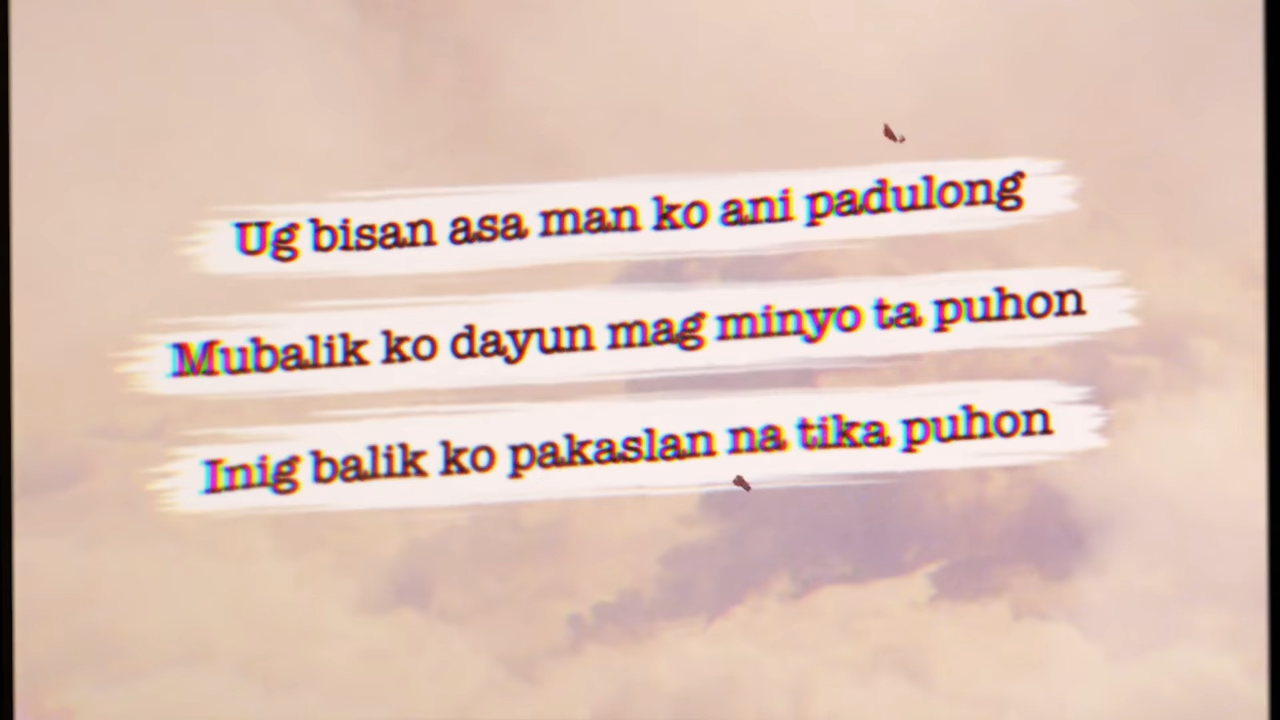 Ug bisan asa man ko ani padulong
Mubalik ko dayun mag minyo ta puhon
Inig balik ko pakaslan na tika puhon